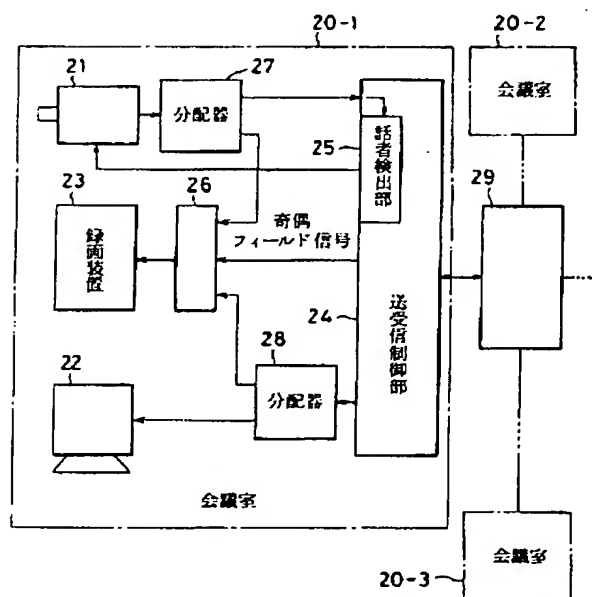 20-1
20-2
会議室
21
27
分配器
25
話者検出部
23
録画装置
26
奇偶
フィールド信号
29
24
送受信制御部
28
分配器
22
会議室
会議室
20-3